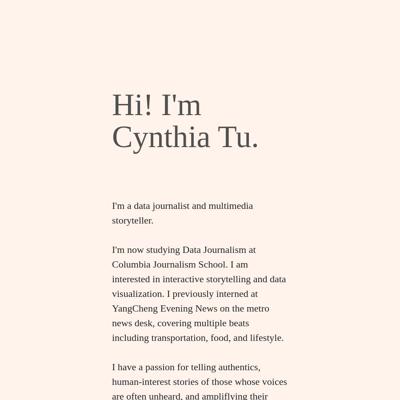 Hi! I'm
Cynthia Tu.
I'm a data journalist and multimedia
storyteller.
I'm now studying Data Journalism at
Columbia Journalism School. I am
interested in interactive storytelling and data
visualization. I previously interned at
YangCheng Evening News on the metro
news desk, covering multiple beats
including transportation, food, and lifestyle.
I have a passion for telling authentics,
human-interest stories of those whose voices
are often unheard, and ampliflying their